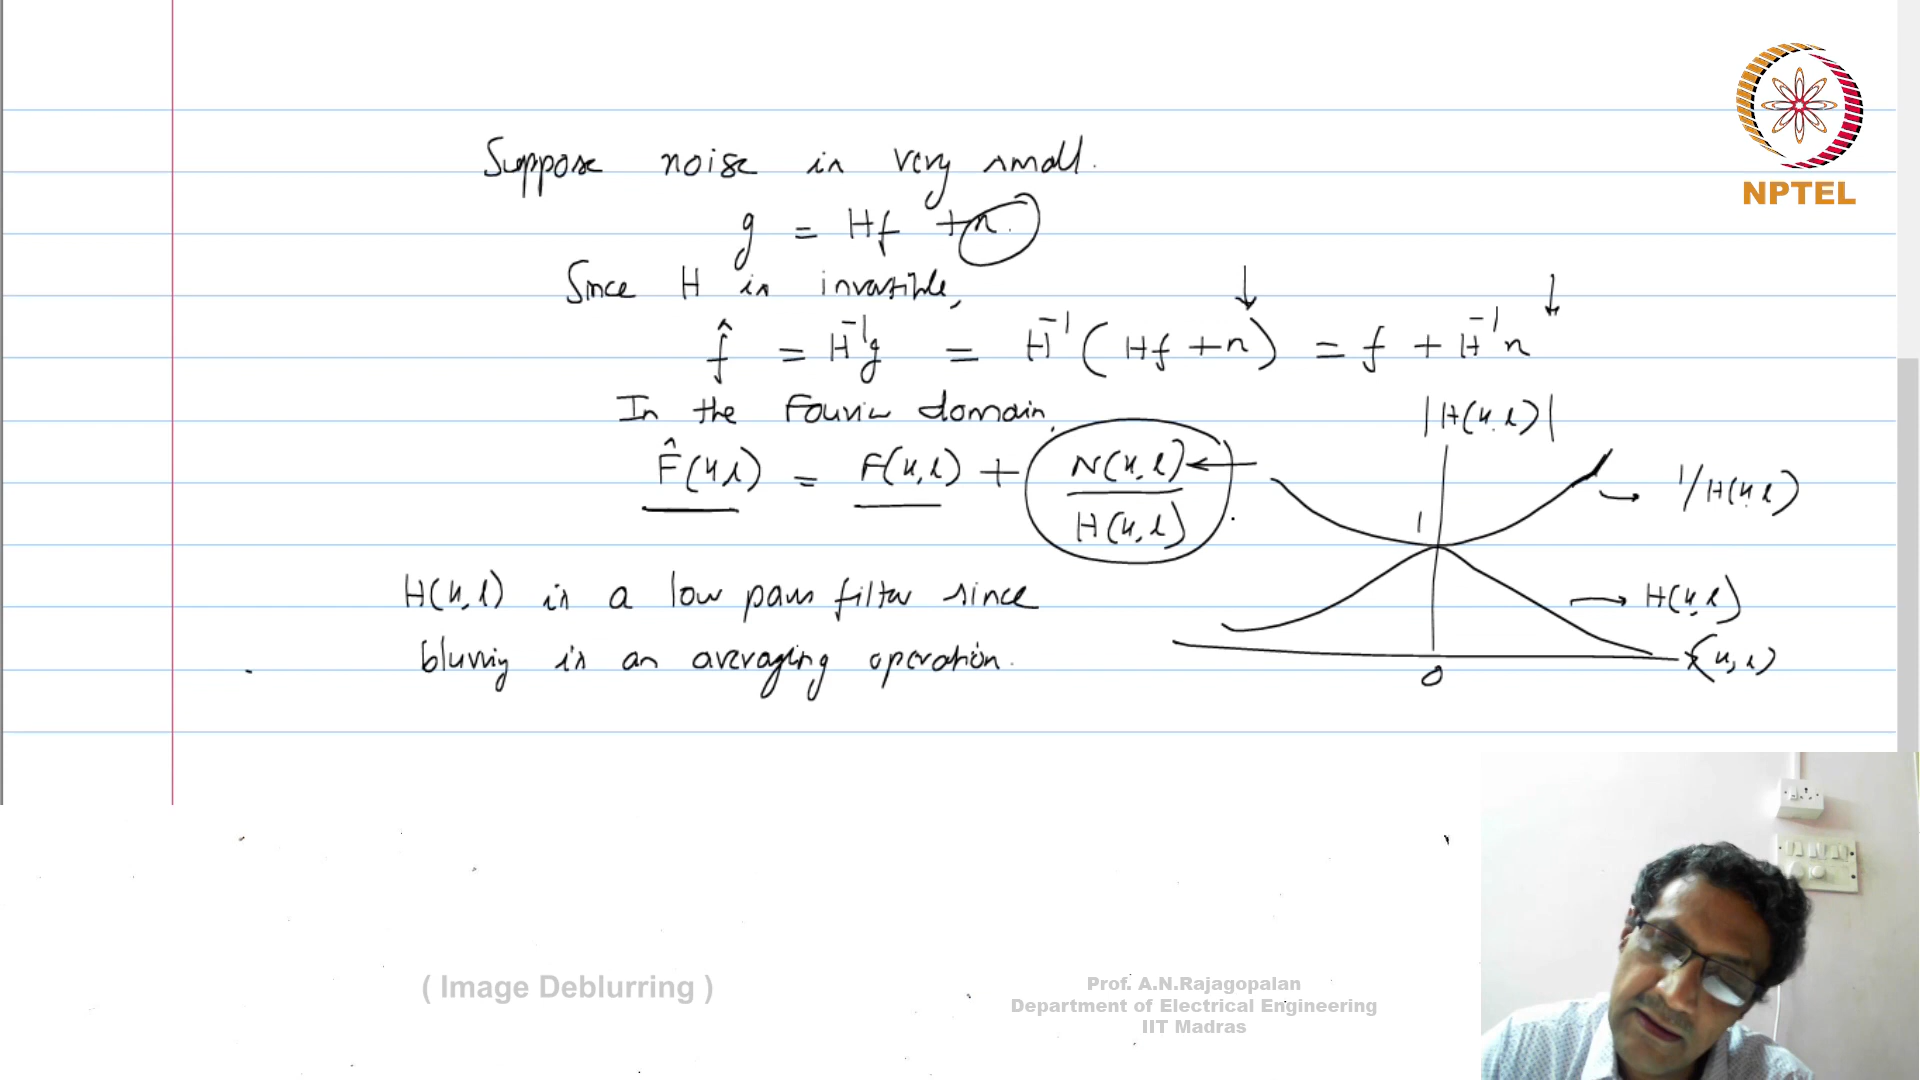 NPTEL
Suppose noise is very small.
g = Hf + n.
Since H is invertible,
f̂ = H⁻¹g = H⁻¹(Hf + n) = f + H⁻¹n
In the Fourier domain,
|H(k,l)|
F̂(k,l) = F(k,l) + N(k,l)/H(k,l).
1/H(k,l)
1
H(k,l) is a low pass filter since
H(k,l)
blurring is an averaging operation.
(k,l)
0
( Image Deblurring )
Prof. A.N.Rajagopalan
Department of Electrical Engineering
IIT Madras